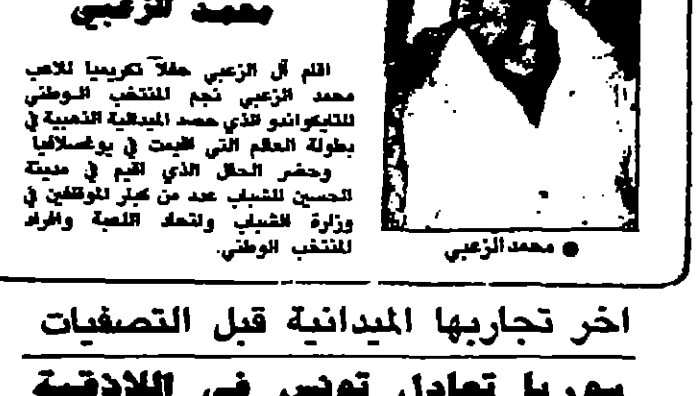 محمد الزعبي
اقام آل الزعبي حفلاً تكريميا للاعب
محمد الزعبي نجم المنتخب الوطني
للتايكواندو الذي حصد الميدالية الذهبية في
بطولة العالم التي اقيمت في يوغسلافيا
وحضر الحفل الذي اقيم في مدينة
الحسين للشباب عدد من كبار الموظفين في
وزارة الشباب واتحاد اللعبة وافراد
المنتخب الوطني.
● محمد الزعبي
اخر تجاربها الميدانية قبل التصفيات
سوريا تعادل تونس في اللاذقية